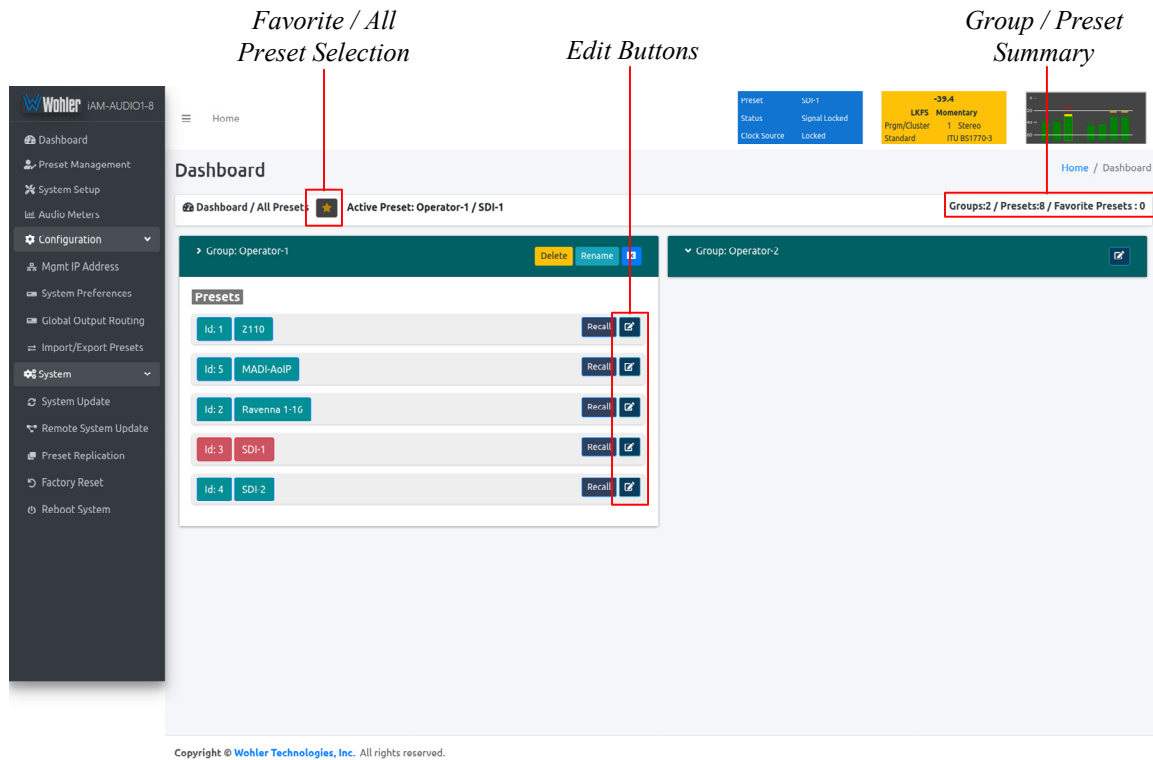 Favorite / All
Preset Selection
Edit Buttons
Group / Preset
Summary
Wohler iAM-AUDIO1-8
Dashboard
Preset Management
System Setup
Audio Meters
Configuration
Mgmt IP Address
System Preferences
Global Output Routing
Import/Export Presets
System
System Update
Remote System Update
Preset Replication
Factory Reset
Reboot System
Home
Preset SDI-1
Status Signal Locked
Clock Source Locked
-39.4
LKFS Momentary
Prgm/Cluster 1 Stereo
Standard ITU BS1770-3
Dashboard
Home / Dashboard
Dashboard / All Presets
Active Preset: Operator-1 / SDI-1
Groups:2 / Presets:8 / Favorite Presets : 0
Group: Operator-1
Delete Rename
Group: Operator-2
Presets
Id: 1 2110 Recall
Id: 5 MADI-AoIP Recall
Id: 2 Ravenna 1-16 Recall
Id: 3 SDI-1 Recall
Id: 4 SDI-2 Recall
Copyright © Wohler Technologies, Inc. All rights reserved.